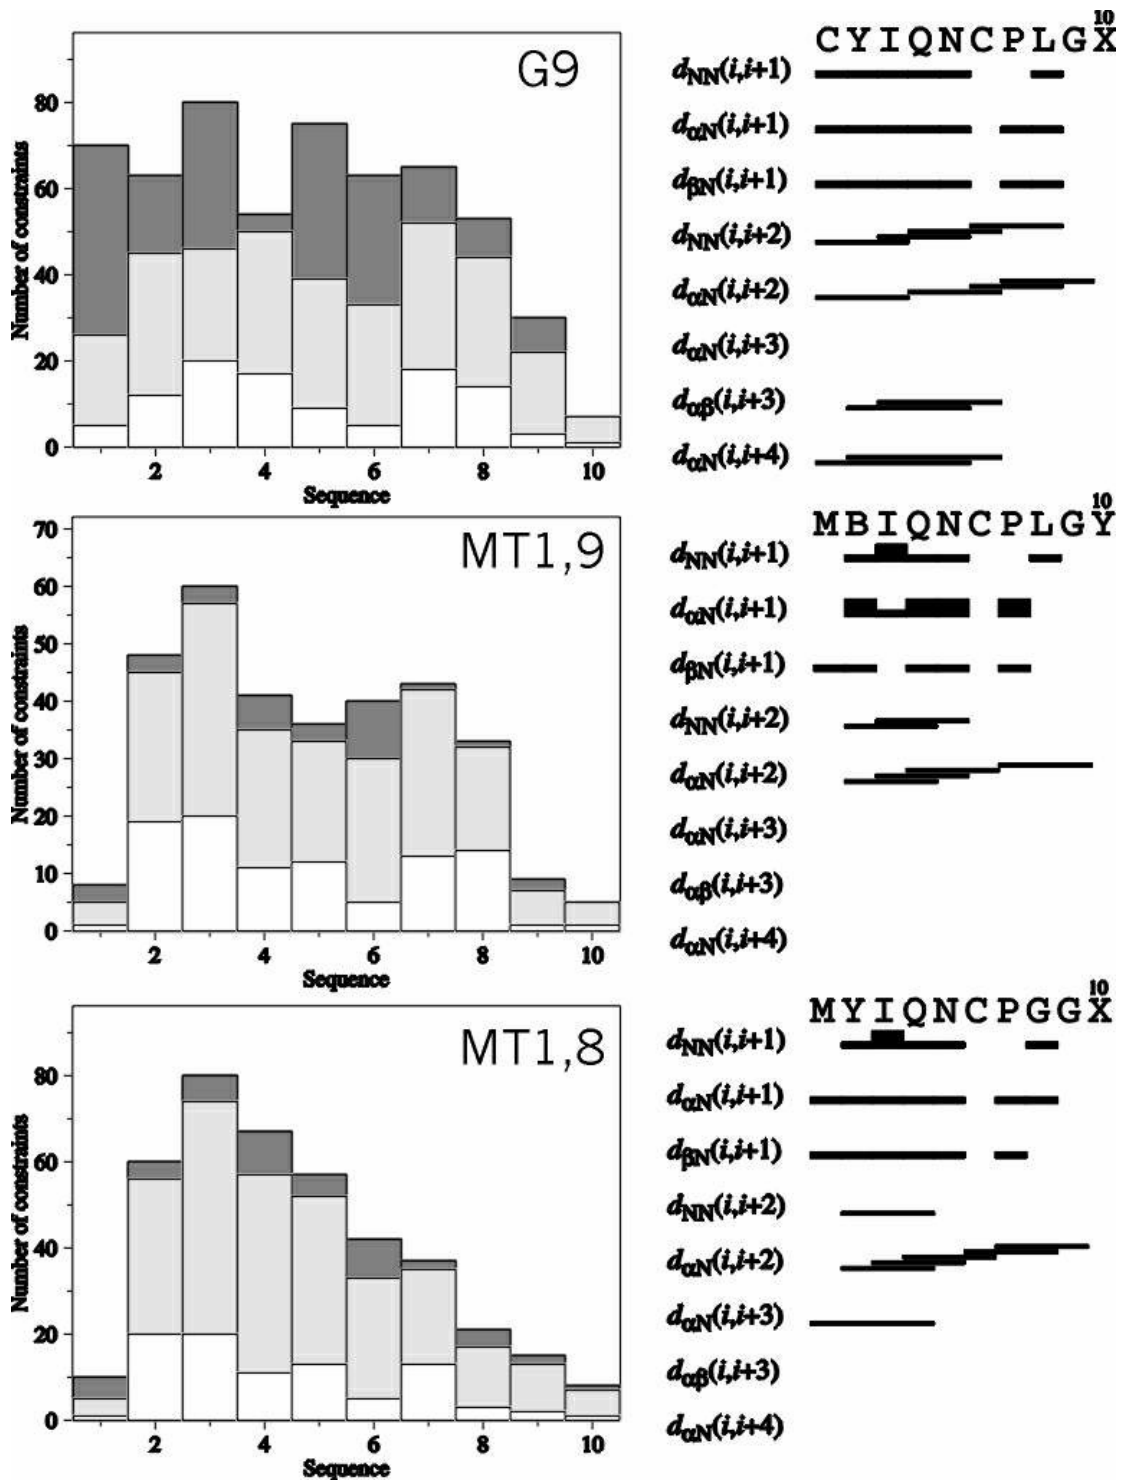 G9
Number of constraints
80
60
40
20
0
2 4 6 8 10
Sequence
10
CYIQNCPLGX
dNN(i,i+1)
dαN(i,i+1)
dβN(i,i+1)
dNN(i,i+2)
dαN(i,i+2)
dαN(i,i+3)
dαβ(i,i+3)
dαN(i,i+4)
MT1,9
Number of constraints
70
60
50
40
30
20
10
0
2 4 6 8 10
Sequence
10
MBIQNCPLGY
dNN(i,i+1)
dαN(i,i+1)
dβN(i,i+1)
dNN(i,i+2)
dαN(i,i+2)
dαN(i,i+3)
dαβ(i,i+3)
dαN(i,i+4)
MT1,8
Number of constraints
80
60
40
20
0
2 4 6 8 10
Sequence
10
MYIQNCPGGX
dNN(i,i+1)
dαN(i,i+1)
dβN(i,i+1)
dNN(i,i+2)
dαN(i,i+2)
dαN(i,i+3)
dαβ(i,i+3)
dαN(i,i+4)